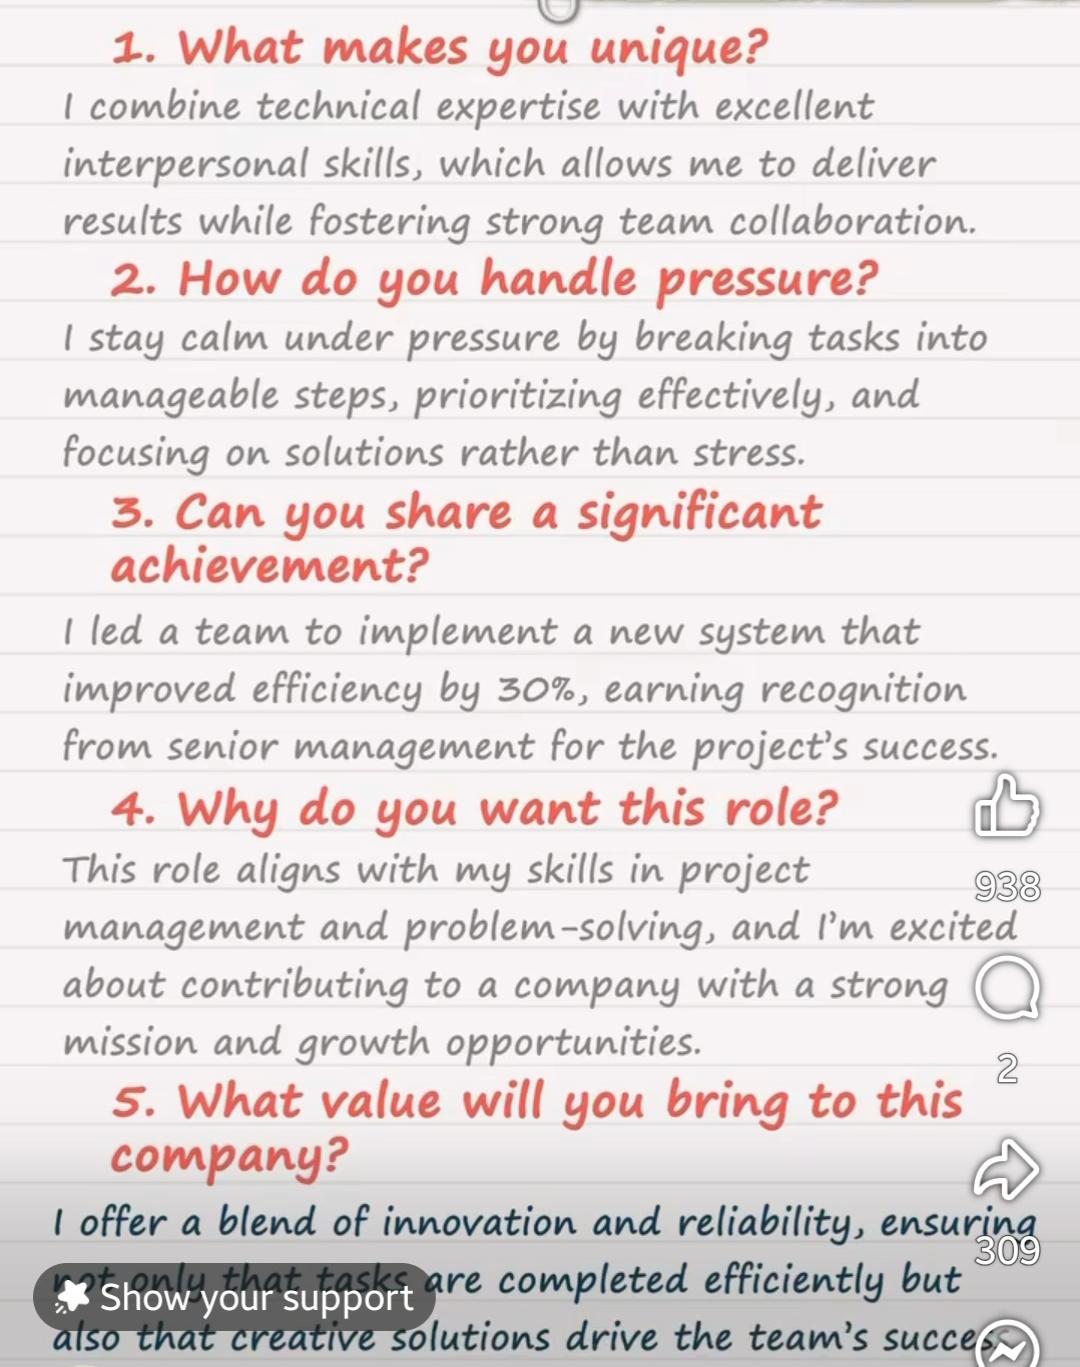 1. What makes you unique?
I combine technical expertise with excellent
interpersonal skills, which allows me to deliver
results while fostering strong team collaboration.
2. How do you handle pressure?
I stay calm under pressure by breaking tasks into
manageable steps, prioritizing effectively, and
focusing on solutions rather than stress.
3. Can you share a significant
achievement?
I led a team to implement a new system that
improved efficiency by 30%, earning recognition
from senior management for the project's success.
4. Why do you want this role?
This role aligns with my skills in project
management and problem-solving, and I'm excited
about contributing to a company with a strong
mission and growth opportunities.
5. What value will you bring to this
company?
I offer a blend of innovation and reliability, ensuring
not only that tasks are completed efficiently but
also that creative solutions drive the team's success
938
2
309
Show your support